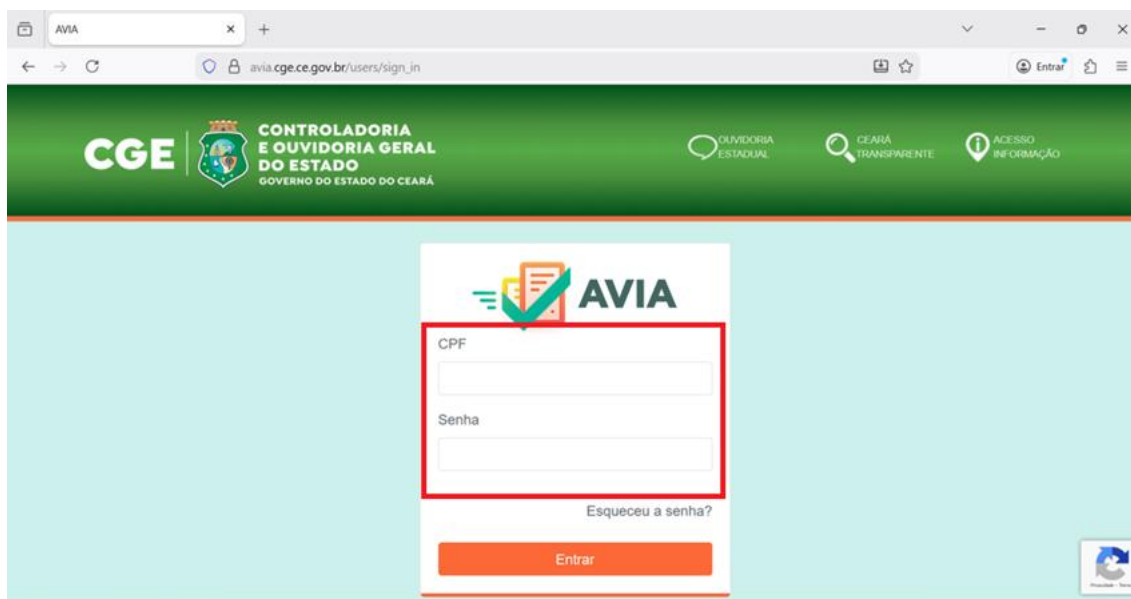 AVIA
avia.cge.ce.gov.br/users/sign_in
Entrar
CGE
CONTROLADORIA
E OUVIDORIA GERAL
DO ESTADO
GOVERNO DO ESTADO DO CEARÁ
OUVIDORIA
ESTADUAL
CEARÁ
TRANSPARENTE
ACESSO
INFORMAÇÃO
AVIA
CPF
Senha
Esqueceu a senha?
Entrar